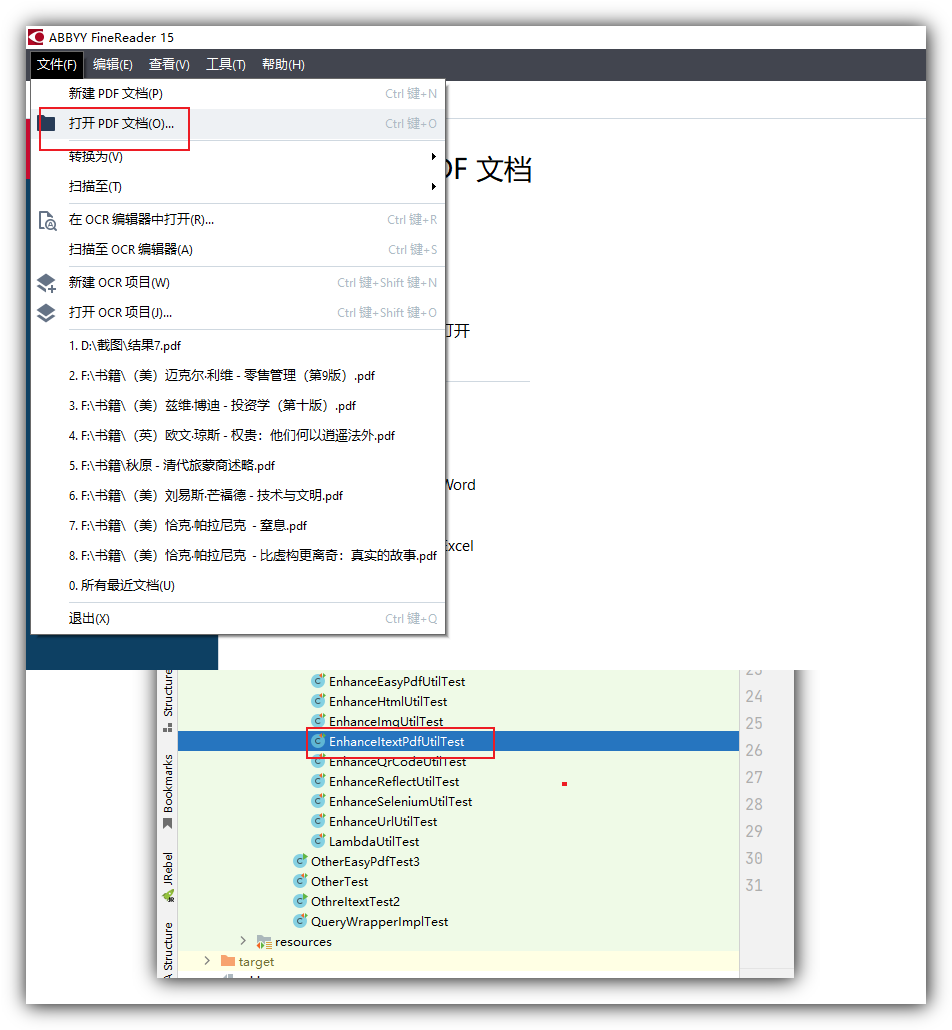 ABBYY FineReader 15
文件(F) 编辑(E) 查看(V) 工具(T) 帮助(H)
新建 PDF 文档(P) Ctrl 键+N
打开 PDF 文档(O)... Ctrl 键+O
转换为(V)
DF 文档
扫描至(T)
在 OCR 编辑器中打开(R)... Ctrl 键+R
扫描至 OCR 编辑器(A) Ctrl 键+S
新建 OCR 项目(W) Ctrl 键+Shift 键+N
打开 OCR 项目(J)... Ctrl 键+Shift 键+O
打开
1. D:\截图\结果7.pdf
2. F:\书籍\（美）迈克尔·利维 - 零售管理（第9版）.pdf
3. F:\书籍\（美）兹维·博迪 - 投资学（第十版）.pdf
4. F:\书籍\（英）欧文·琼斯 - 权贵：他们何以逍遥法外.pdf
5. F:\书籍\秋原 - 清代旅蒙商述略.pdf
6. F:\书籍\（美）刘易斯·芒福德 - 技术与文明.pdf
Word
7. F:\书籍\（美）恰克·帕拉尼克  - 窒息.pdf
8. F:\书籍\（美）恰克·帕拉尼克  - 比虚构更离奇：真实的故事.pdf
Excel
0. 所有最近文档(U)
退出(X) Ctrl 键+Q
Structure
Bookmarks
JRebel
Structure
EnhanceEasyPdfUtilTest
EnhanceHtmlUtilTest
EnhanceImgUtilTest
EnhanceItextPdfUtilTest
EnhanceQrCodeUtilTest
EnhanceReflectUtilTest
EnhanceSeleniumUtilTest
EnhanceUrlUtilTest
LambdaUtilTest
OtherEasyPdfTest3
OtherTest
OthreItextTest2
QueryWrapperImplTest
resources
target
23
24
25
26
27
28
29
30
31